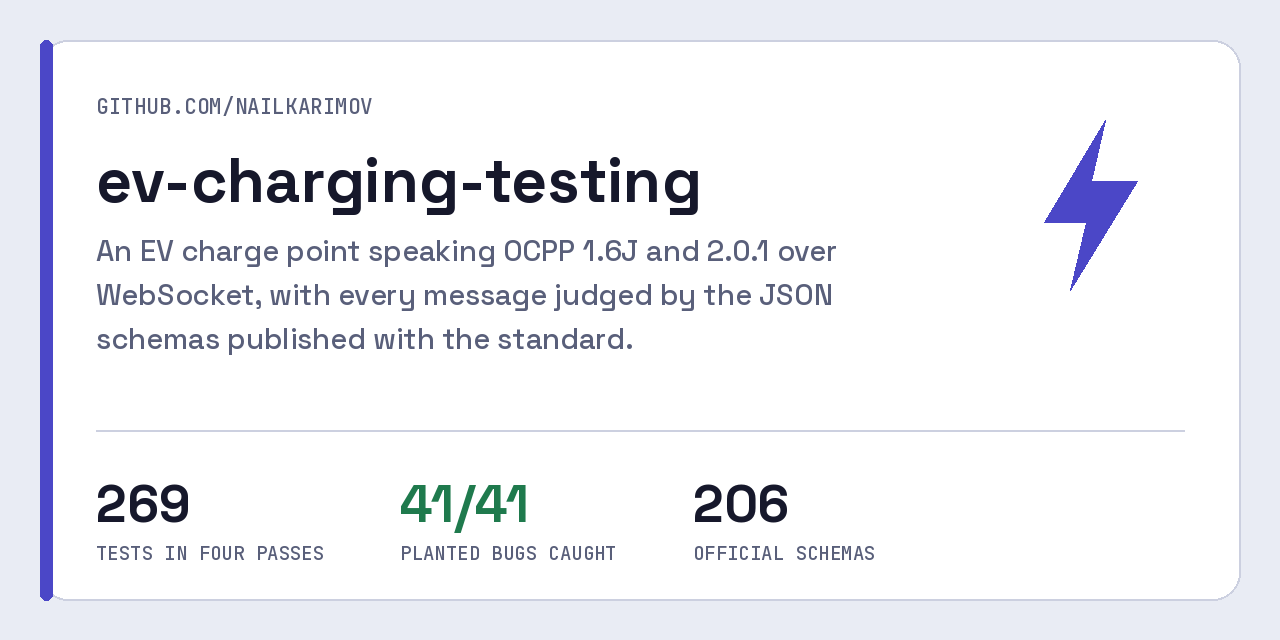 GITHUB.COM/NAILKARIMOV
ev-charging-testing
An EV charge point speaking OCPP 1.6J and 2.0.1 over
WebSocket, with every message judged by the JSON
schemas published with the standard.
269
41/41
206
TESTS IN FOUR PASSES
PLANTED BUGS CAUGHT
OFFICIAL SCHEMAS